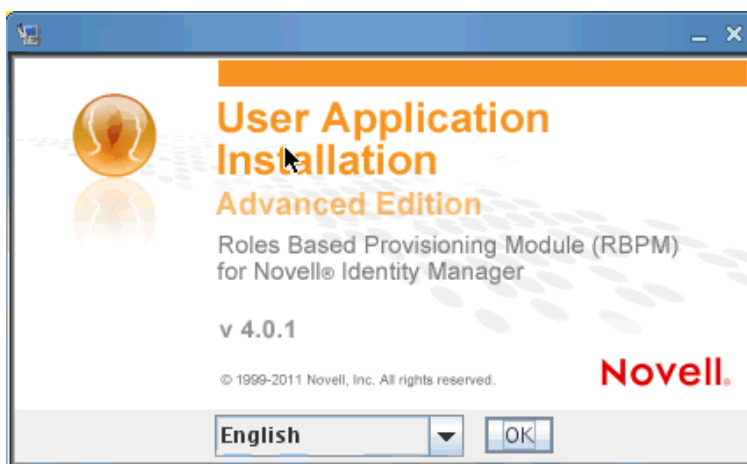 User Application
Installation
Advanced Edition
Roles Based Provisioning Module (RBPM)
for Novell® Identity Manager
v 4.0.1
© 1999-2011 Novell, Inc. All rights reserved.
Novell.
English
OK